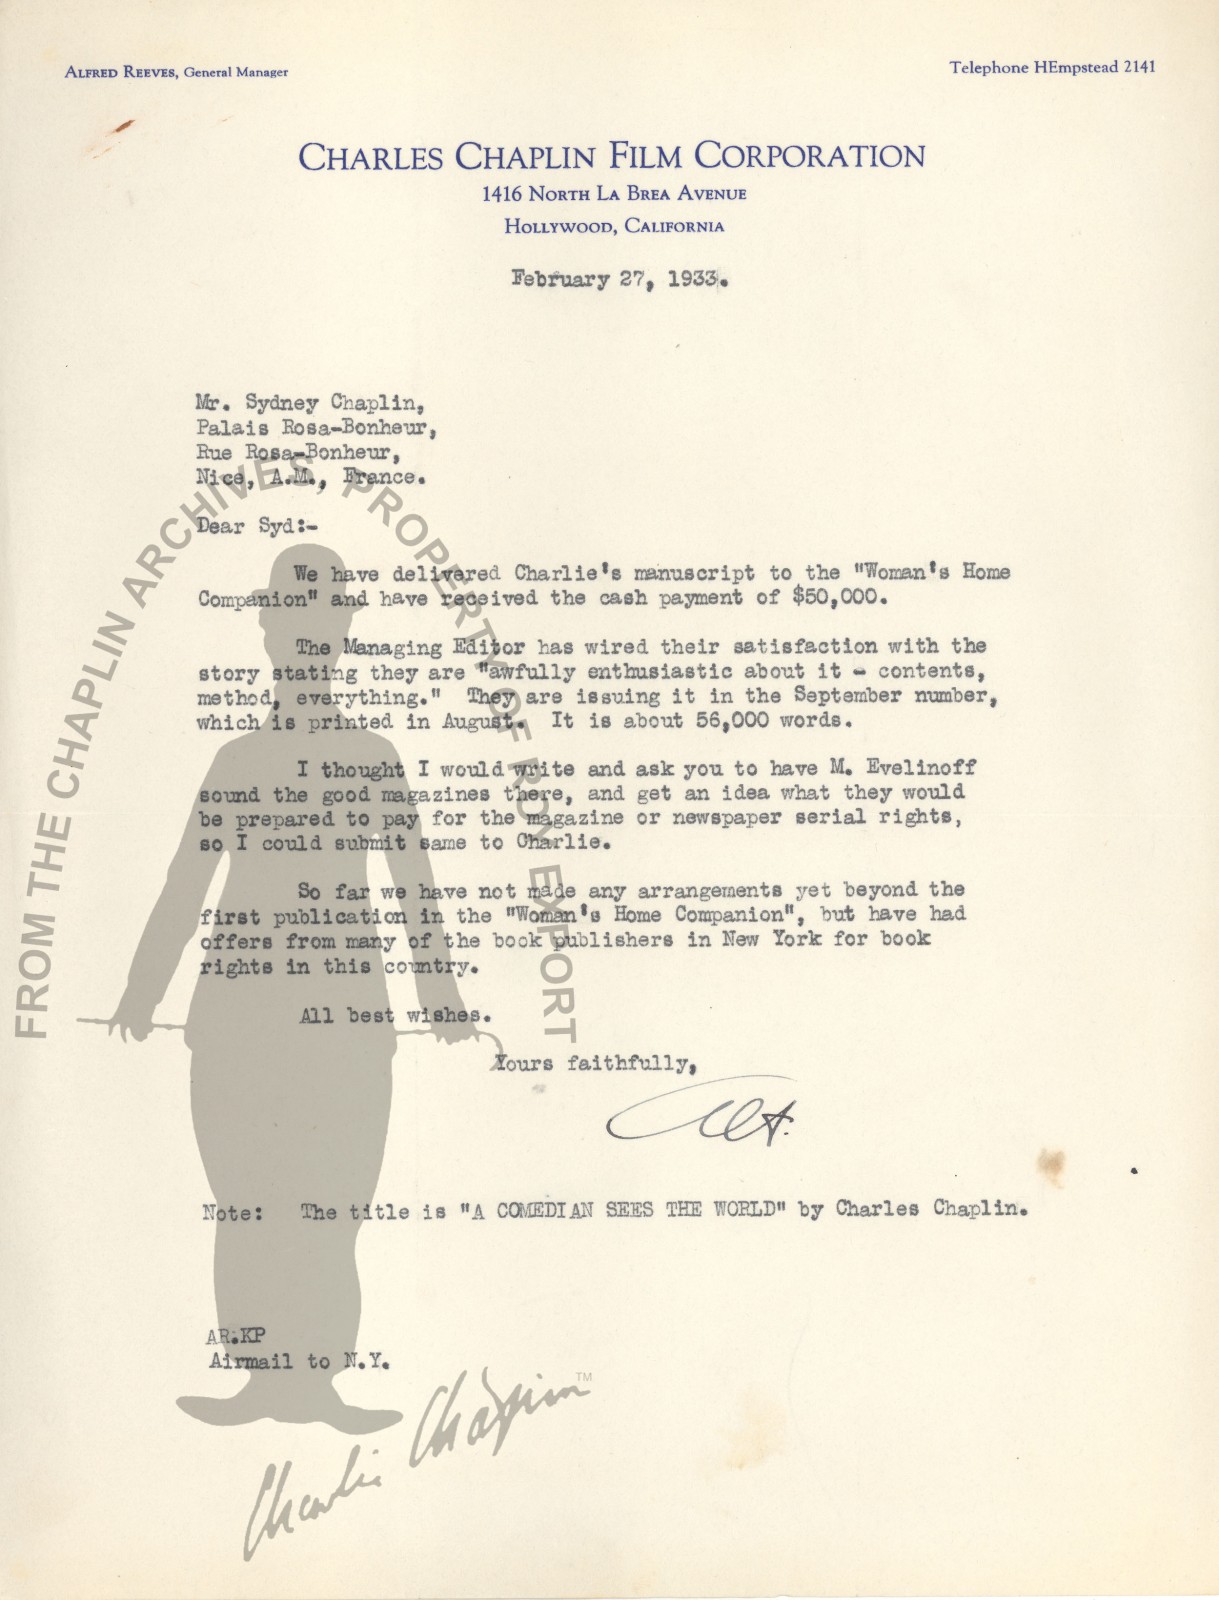 ALFRED REEVES, General Manager
Telephone HEmpstead 2141
CHARLES CHAPLIN FILM CORPORATION
1416 NORTH LA BREA AVENUE
HOLLYWOOD, CALIFORNIA
February 27, 1933.
Mr. Sydney Chaplin,
Palais Rosa-Bonheur,
Rue Rosa-Bonheur,
Nice, A.M., France.
Dear Syd:-
We have delivered Charlie's manuscript to the "Woman's Home
Companion" and have received the cash payment of $50,000.
The Managing Editor has wired their satisfaction with the
story stating they are "awfully enthusiastic about it - contents,
method, everything." They are issuing it in the September number,
which is printed in August. It is about 56,000 words.
I thought I would write and ask you to have M. Evelinoff
sound the good magazines there, and get an idea what they would
be prepared to pay for the magazine or newspaper serial rights,
so I could submit same to Charlie.
So far we have not made any arrangements yet beyond the
first publication in the "Woman's Home Companion", but have had
offers from many of the book publishers in New York for book
rights in this country.
All best wishes.
Yours faithfully,
Alf.
Note: The title is "A COMEDIAN SEES THE WORLD" by Charles Chaplin.
AR.KP
Airmail to N.Y.
FROM THE CHAPLIN ARCHIVES PROPERTY OF ROY EXPORT
Charlie Chaplin TM